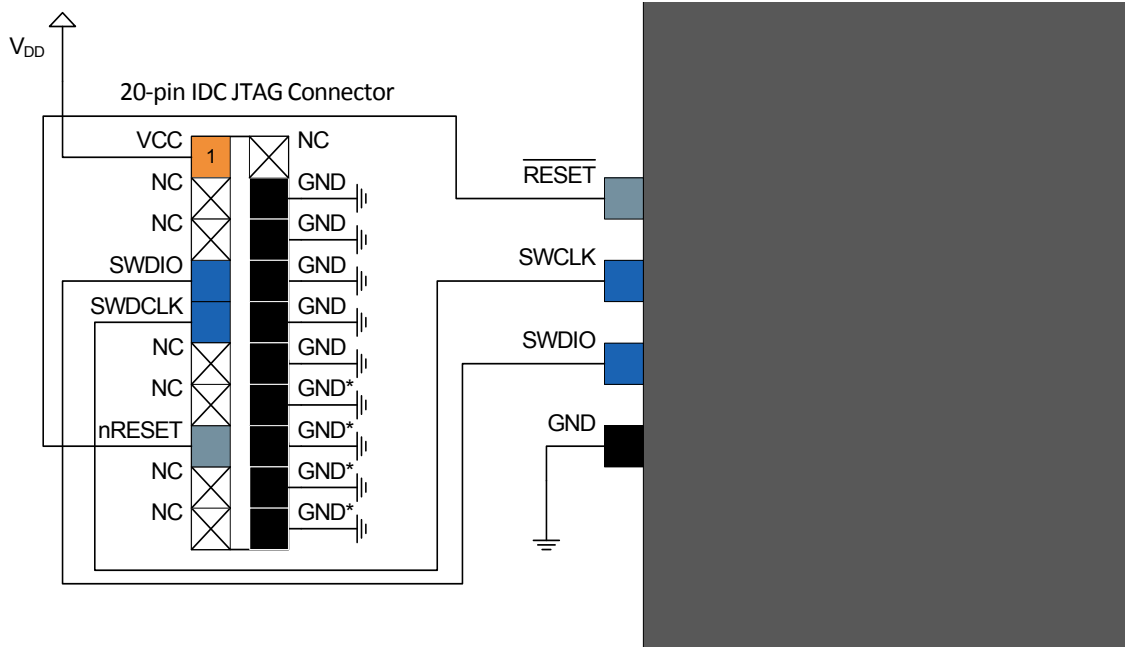 VDD
20-pin IDC JTAG Connector
VCC 1 NC
NC GND
NC GND
SWDIO GND
SWDCLK GND
NC GND
NC GND*
nRESET GND*
NC GND*
NC GND*
RESET
SWCLK
SWDIO
GND